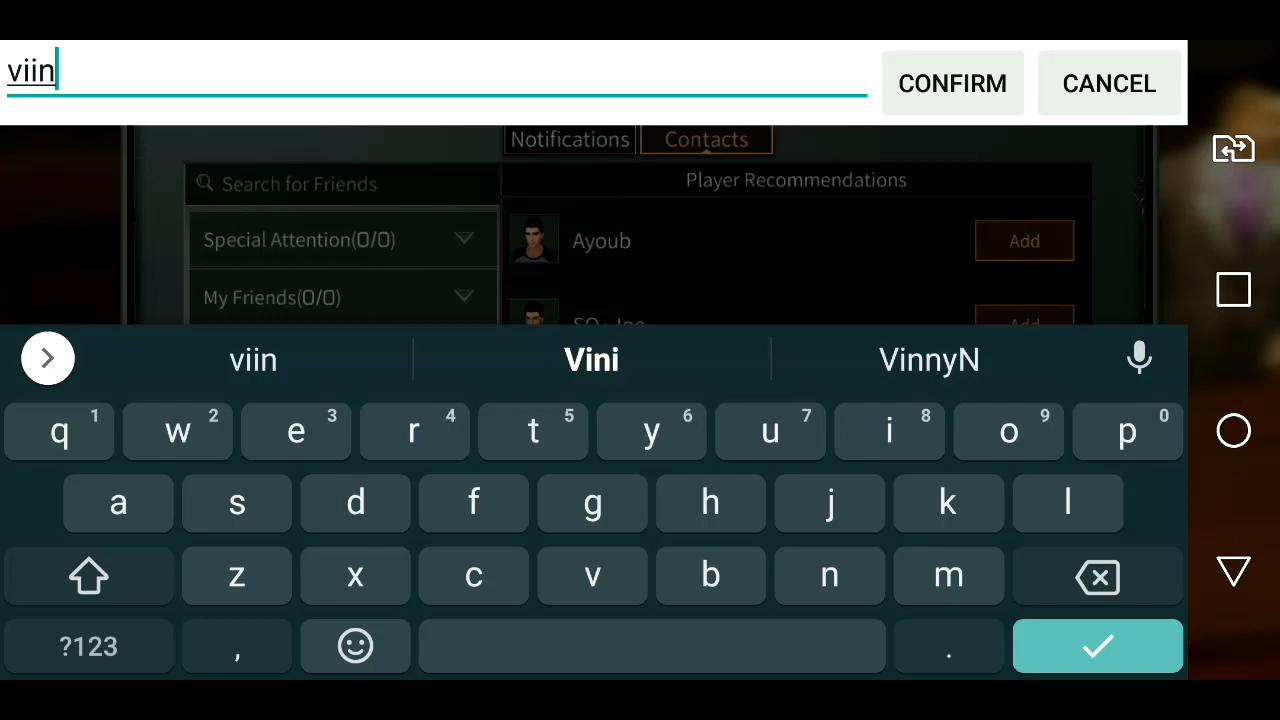 viin
CONFIRM
CANCEL
Notifications
Contacts
Search for Friends
Player Recommendations
Special Attention(0/0)
Ayoub
Add
My Friends(0/0)
Add
viin
Vini
VinnyN
q 1 w 2 e 3 r 4 t 5 y 6 u 7 i 8 o 9 p 0
a s d f g h j k l
z x c v b n m
?123 , .